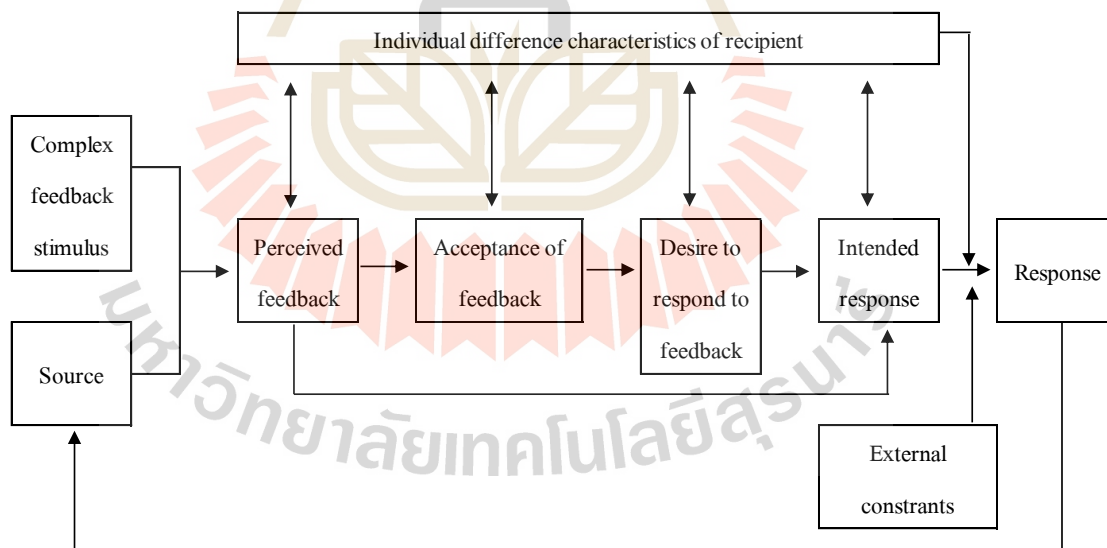 Individual difference characteristics of recipient
Complex
feedback
stimulus
Source
Perceived
feedback
Acceptance of
feedback
Desire to
respond to
feedback
Intended
response
Response
External
constrants
มหาวิทยาลัยเทคโนโลยีสุรนารี